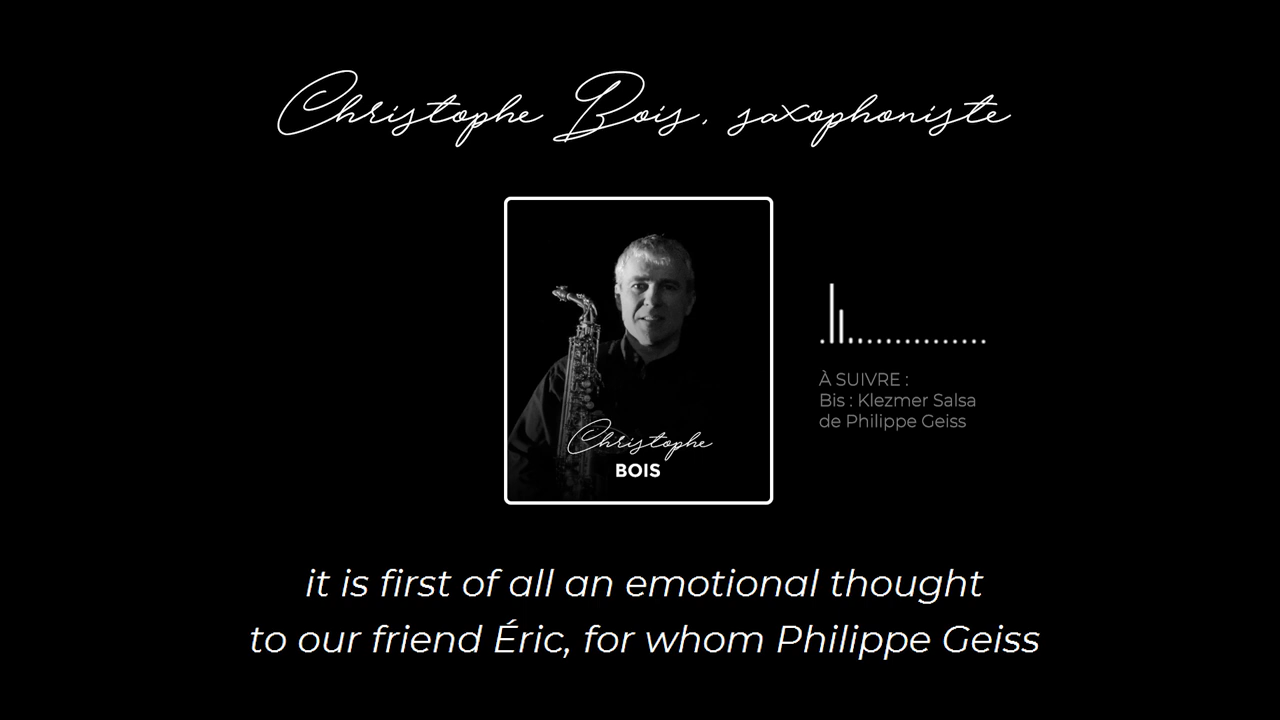 Christophe Bois, saxophoniste
Christophe
BOIS
À SUIVRE :
Bis : Klezmer Salsa
de Philippe Geiss
it is first of all an emotional thought
to our friend Éric, for whom Philippe Geiss